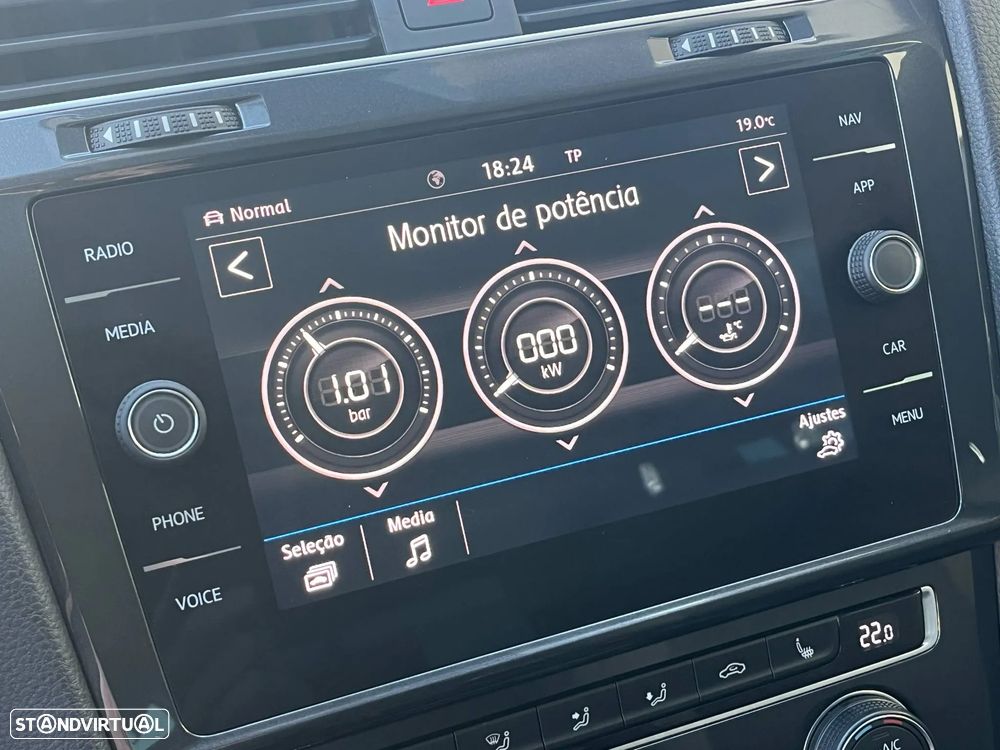 19.0°C
18:24 TP
Normal
Monitor de potência
< >
1.01
bar
000
kW
---
°C
Ajustes
Seleção
Media
RADIO
MEDIA
PHONE
VOICE
NAV
APP
CAR
MENU
22.0
A/C
STANDVIRTUAL